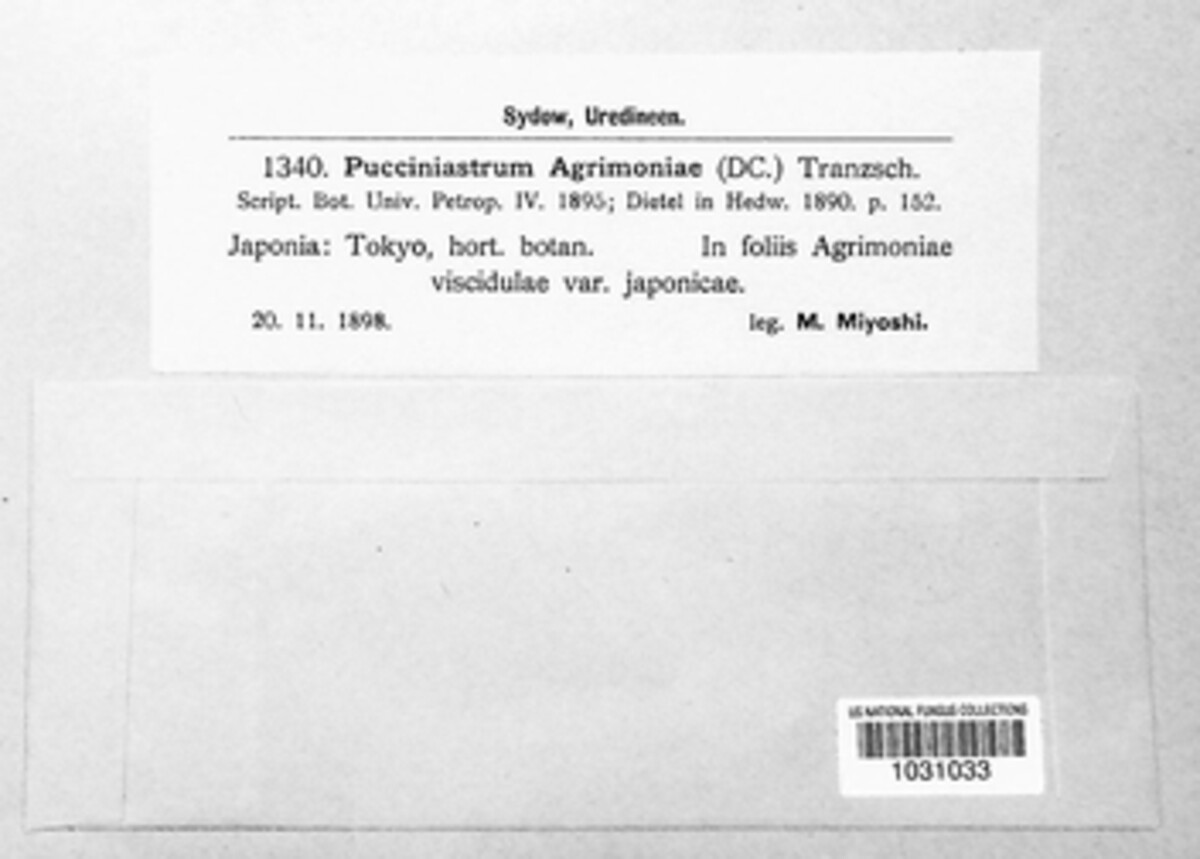 Sydow, Uredineen.
1340. Pucciniastrum Agrimoniae (DC.) Tranzsch.
Script. Bot. Univ. Petrop. IV. 1895; Dietel in Hedw. 1890. p. 152.
Japonia: Tokyo, hort. botan. In foliis Agrimoniae
viscidulae var. japonicae.
20. 11. 1898. leg. M. Miyoshi.
US NATIONAL FUNGUS COLLECTIONS
1031033